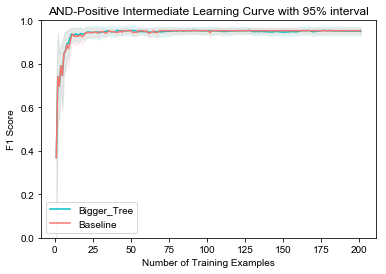 AND-Positive Intermediate Learning Curve with 95% interval
1.0
0.8
0.6
0.4
0.2
0.0
F1 Score
Bigger_Tree
Baseline
0 25 50 75 100 125 150 175 200
Number of Training Examples